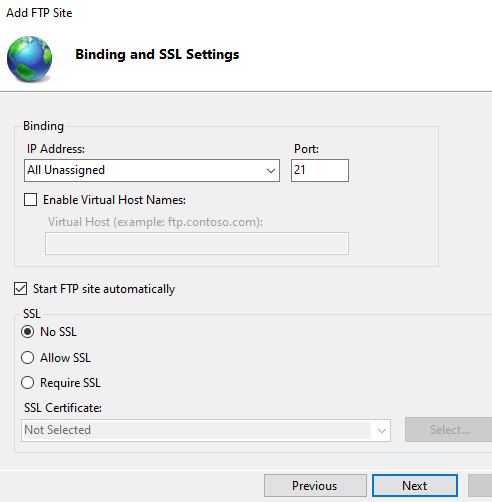 Add FTP Site
Binding and SSL Settings
Binding
IP Address:
Port:
All Unassigned
21
Enable Virtual Host Names:
Virtual Host (example: ftp.contoso.com):
Start FTP site automatically
SSL
No SSL
Allow SSL
Require SSL
SSL Certificate:
Not Selected
Select...
Previous
Next